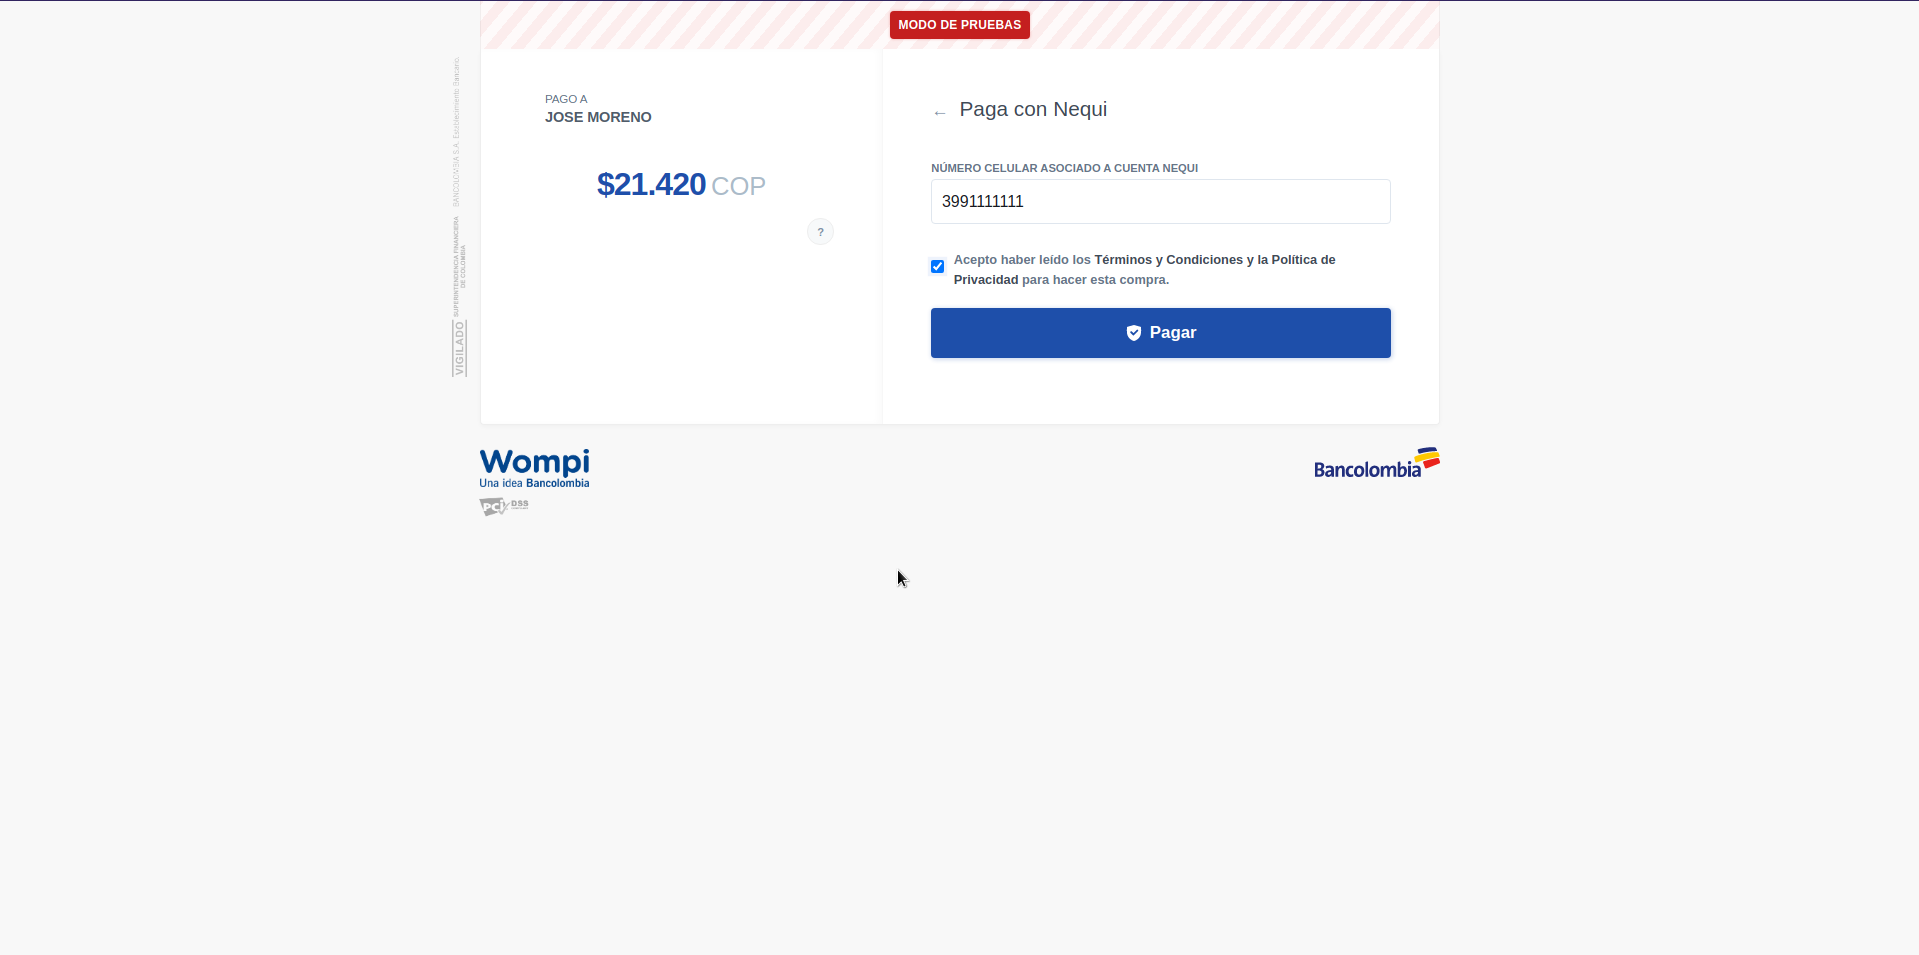 MODO DE PRUEBAS
PAGO A
JOSE MORENO
$21.420 COP
?
← Paga con Nequi
NÚMERO CELULAR ASOCIADO A CUENTA NEQUI
3991111111
Acepto haber leído los Términos y Condiciones y la Política de
Privacidad para hacer esta compra.
Pagar
BANCOLOMBIA S.A. Establecimiento Bancario.
SUPERINTENDENCIA FINANCIERA
DE COLOMBIA
VIGILADO
Wompi
Una idea Bancolombia
PCI DSS
Bancolombia